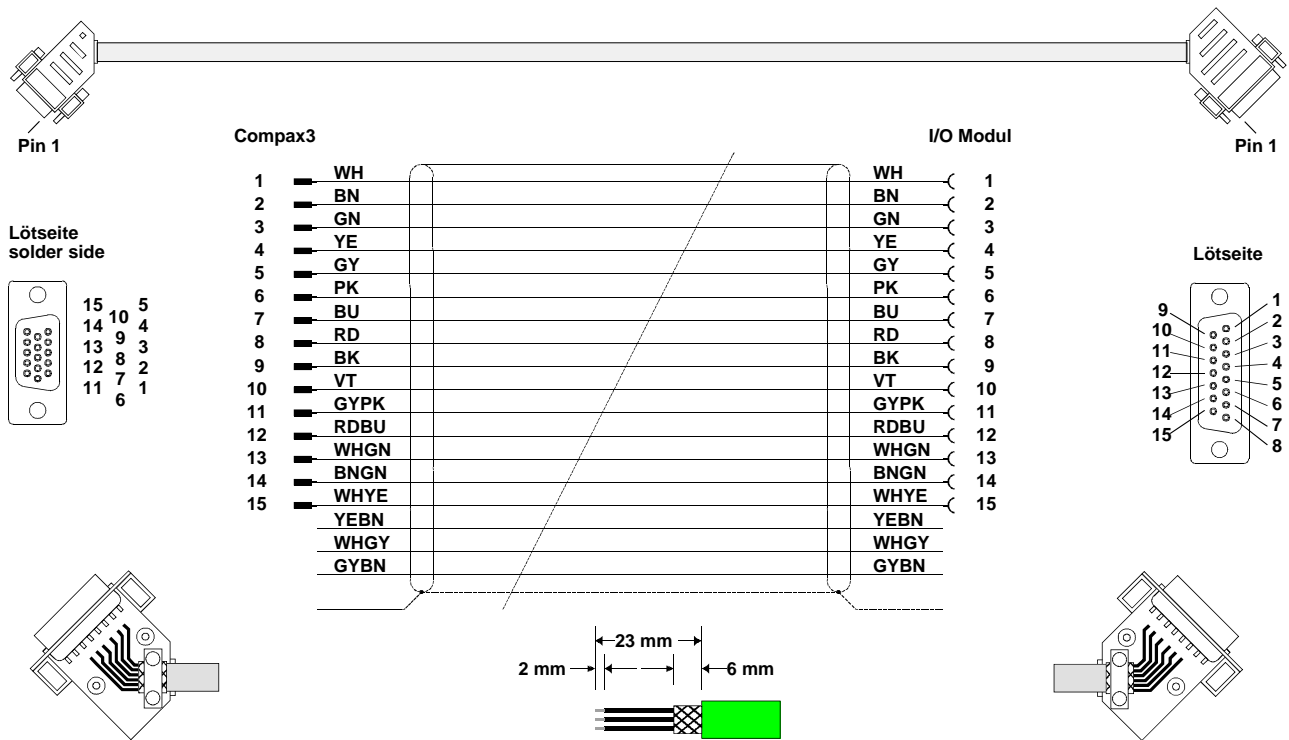 Pin 1
Pin 1
Compax3
I/O Modul
1 WH WH 1
2 BN BN 2
3 GN GN 3
4 YE YE 4
5 GY GY 5
6 PK PK 6
7 BU BU 7
8 RD RD 8
9 BK BK 9
10 VT VT 10
11 GYPK GYPK 11
12 RDBU RDBU 12
13 WHGN WHGN 13
14 BNGN BNGN 14
15 WHYE WHYE 15
YEBN YEBN
WHGY WHGY
GYBN GYBN
Lötseite
solder side
15 5
10
14 4
9
13 3
8
12 2
7
11 1
6
Lötseite
1
9
2
10
3
11
4
12
5
13
6
14
7
15
8
23 mm
2 mm
6 mm